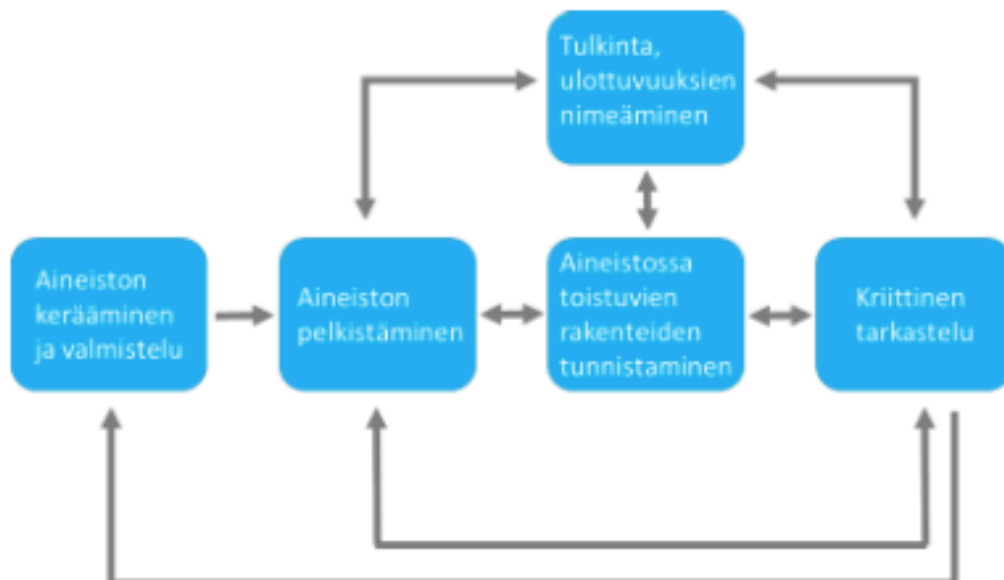 Tulkinta,
ulottuvuuksien
nimeäminen
Aineiston
kerääminen
ja valmistelu
Aineiston
pelkistäminen
Aineistossa
toistuvien
rakenteiden
tunnistaminen
Kriittinen
tarkastelu